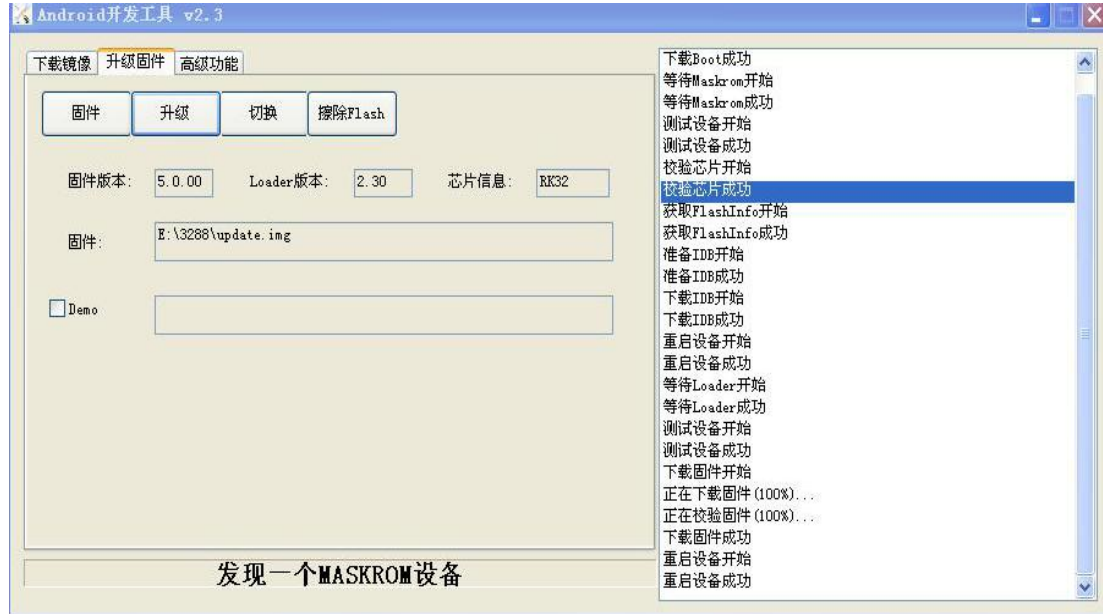 Android开发工具 v2.3
下载镜像 升级固件 高级功能
固件 升级 切换 擦除Flash
固件版本: 5.0.00 Loader版本: 2.30 芯片信息: RK32
固件: E:\3288\update.img
Demo
发现一个MASKROM设备
下载Boot成功
等待Maskrom开始
等待Maskrom成功
测试设备开始
测试设备成功
校验芯片开始
校验芯片成功
获取FlashInfo开始
获取FlashInfo成功
准备IDB开始
准备IDB成功
下载IDB开始
下载IDB成功
重启设备开始
重启设备成功
等待Loader开始
等待Loader成功
测试设备开始
测试设备成功
下载固件开始
正在下载固件(100%)...
正在校验固件(100%)...
下载固件成功
重启设备开始
重启设备成功